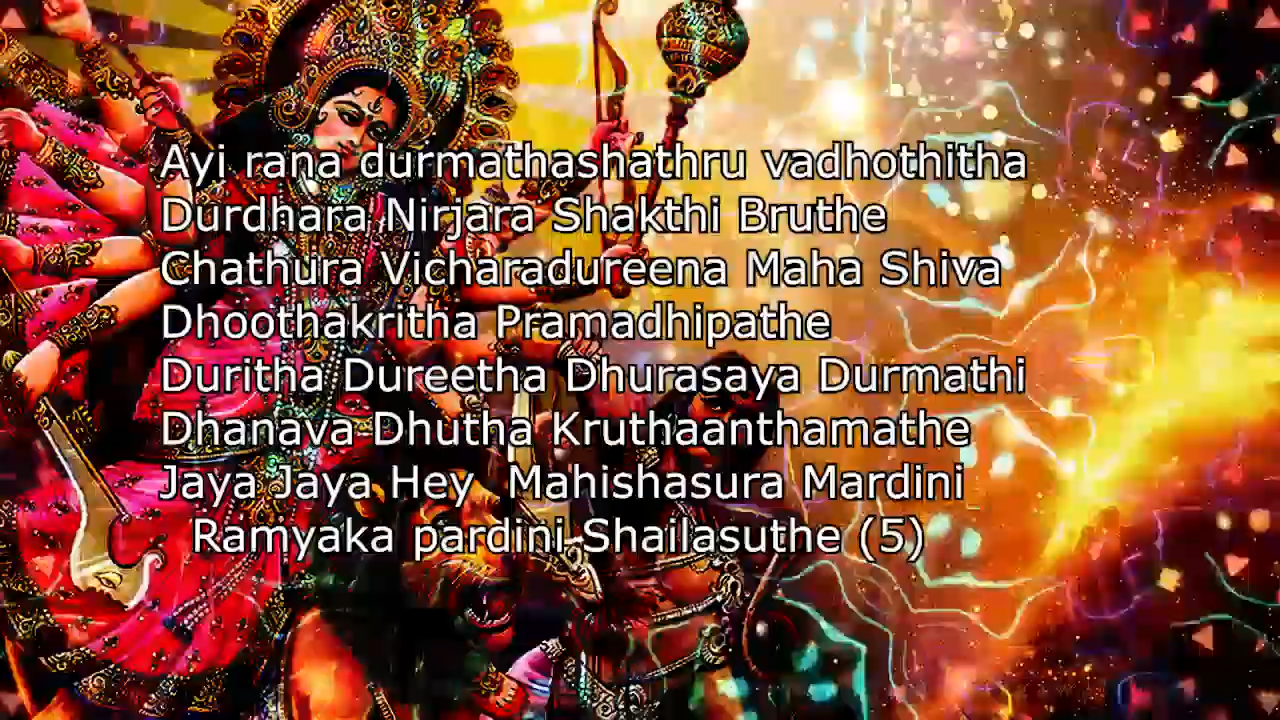 Ayi rana durmathashathru vadhothitha
Durdhara Nirjara Shakthi Bruthe
Chathura Vicharadureena Maha Shiva
Dhoothakritha Pramadhipathe
Duritha Dureetha Dhurasaya Durmathi
Dhanava Dhutha Kruthaanthamathe
Jaya Jaya Hey  Mahishasura Mardini
Ramyaka pardini Shailasuthe (5)